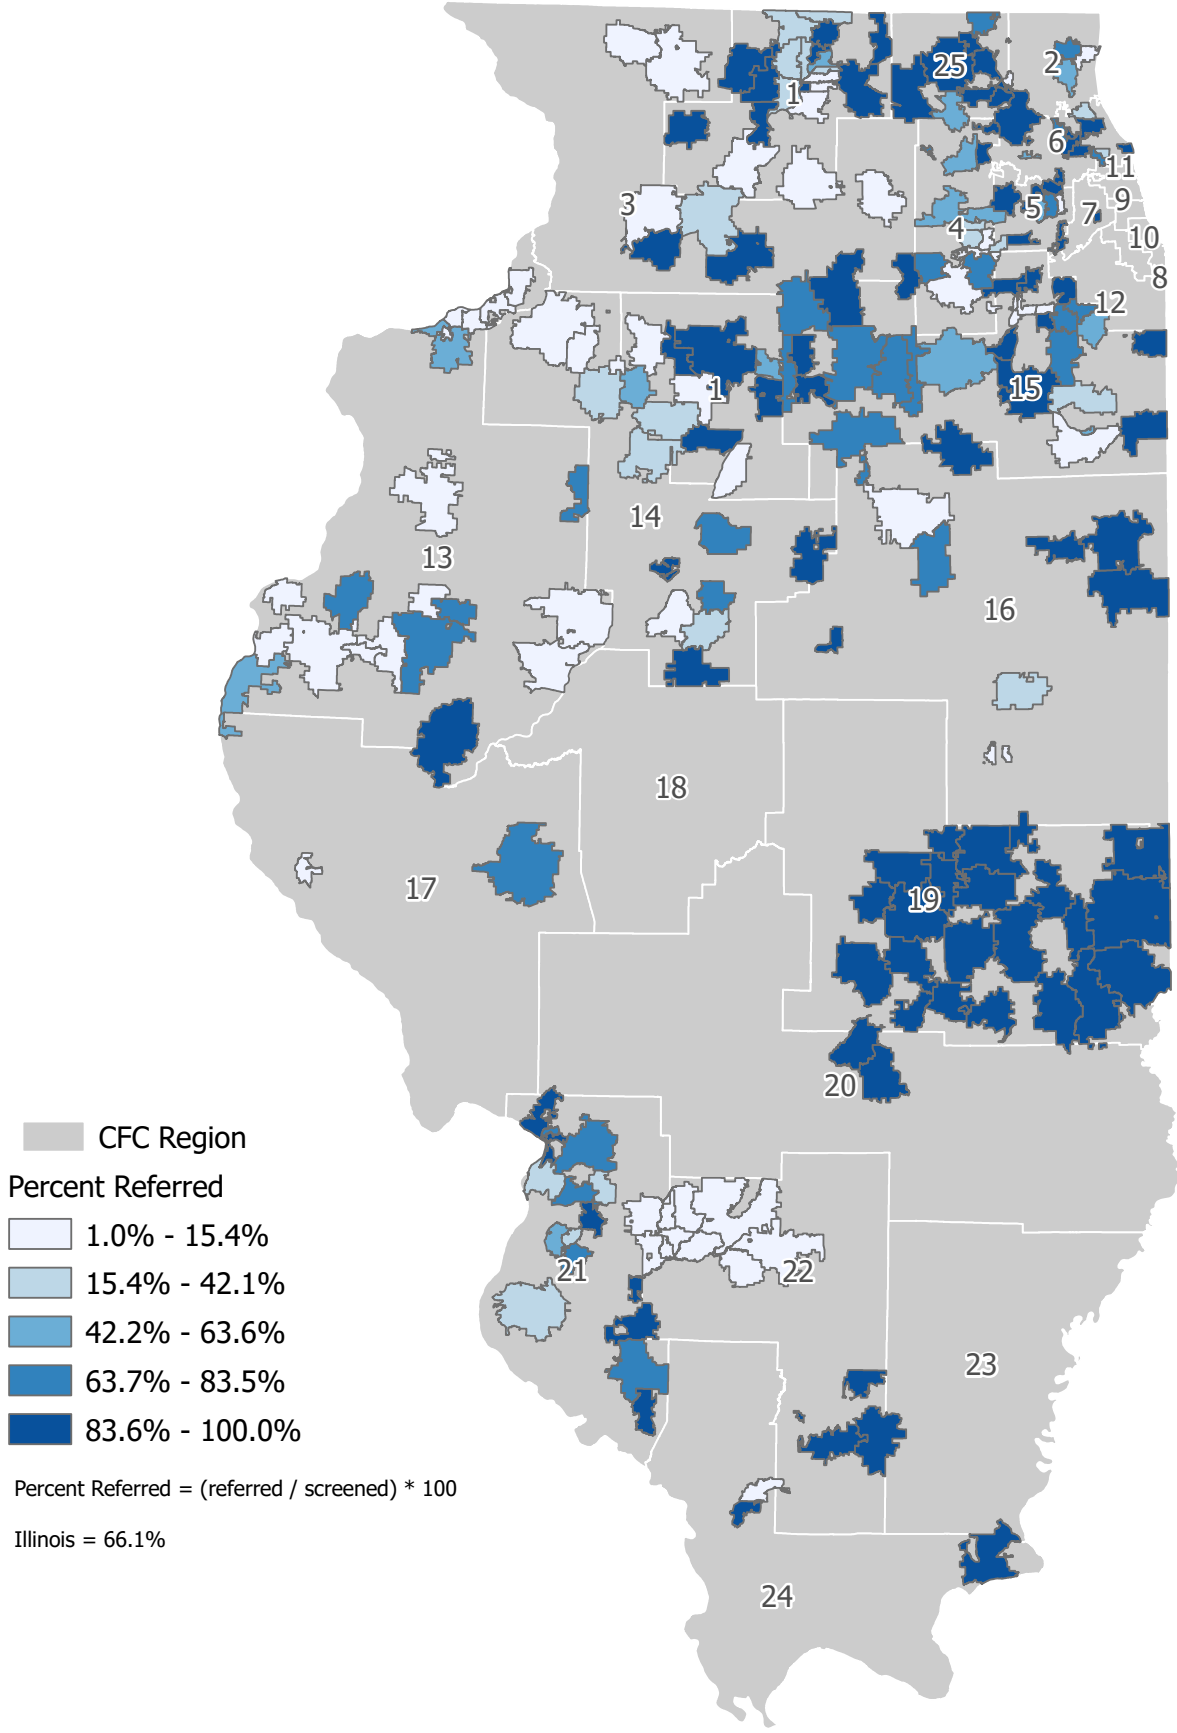 25
2
1
6
11
3
5
9
7
4
10
8
12
1
15
14
13
16
18
17
19
20
21
22
23
24
CFC Region
Percent Referred
1.0% - 15.4%
15.4% - 42.1%
42.2% - 63.6%
63.7% - 83.5%
83.6% - 100.0%
Percent Referred = (referred / screened) * 100
Illinois = 66.1%